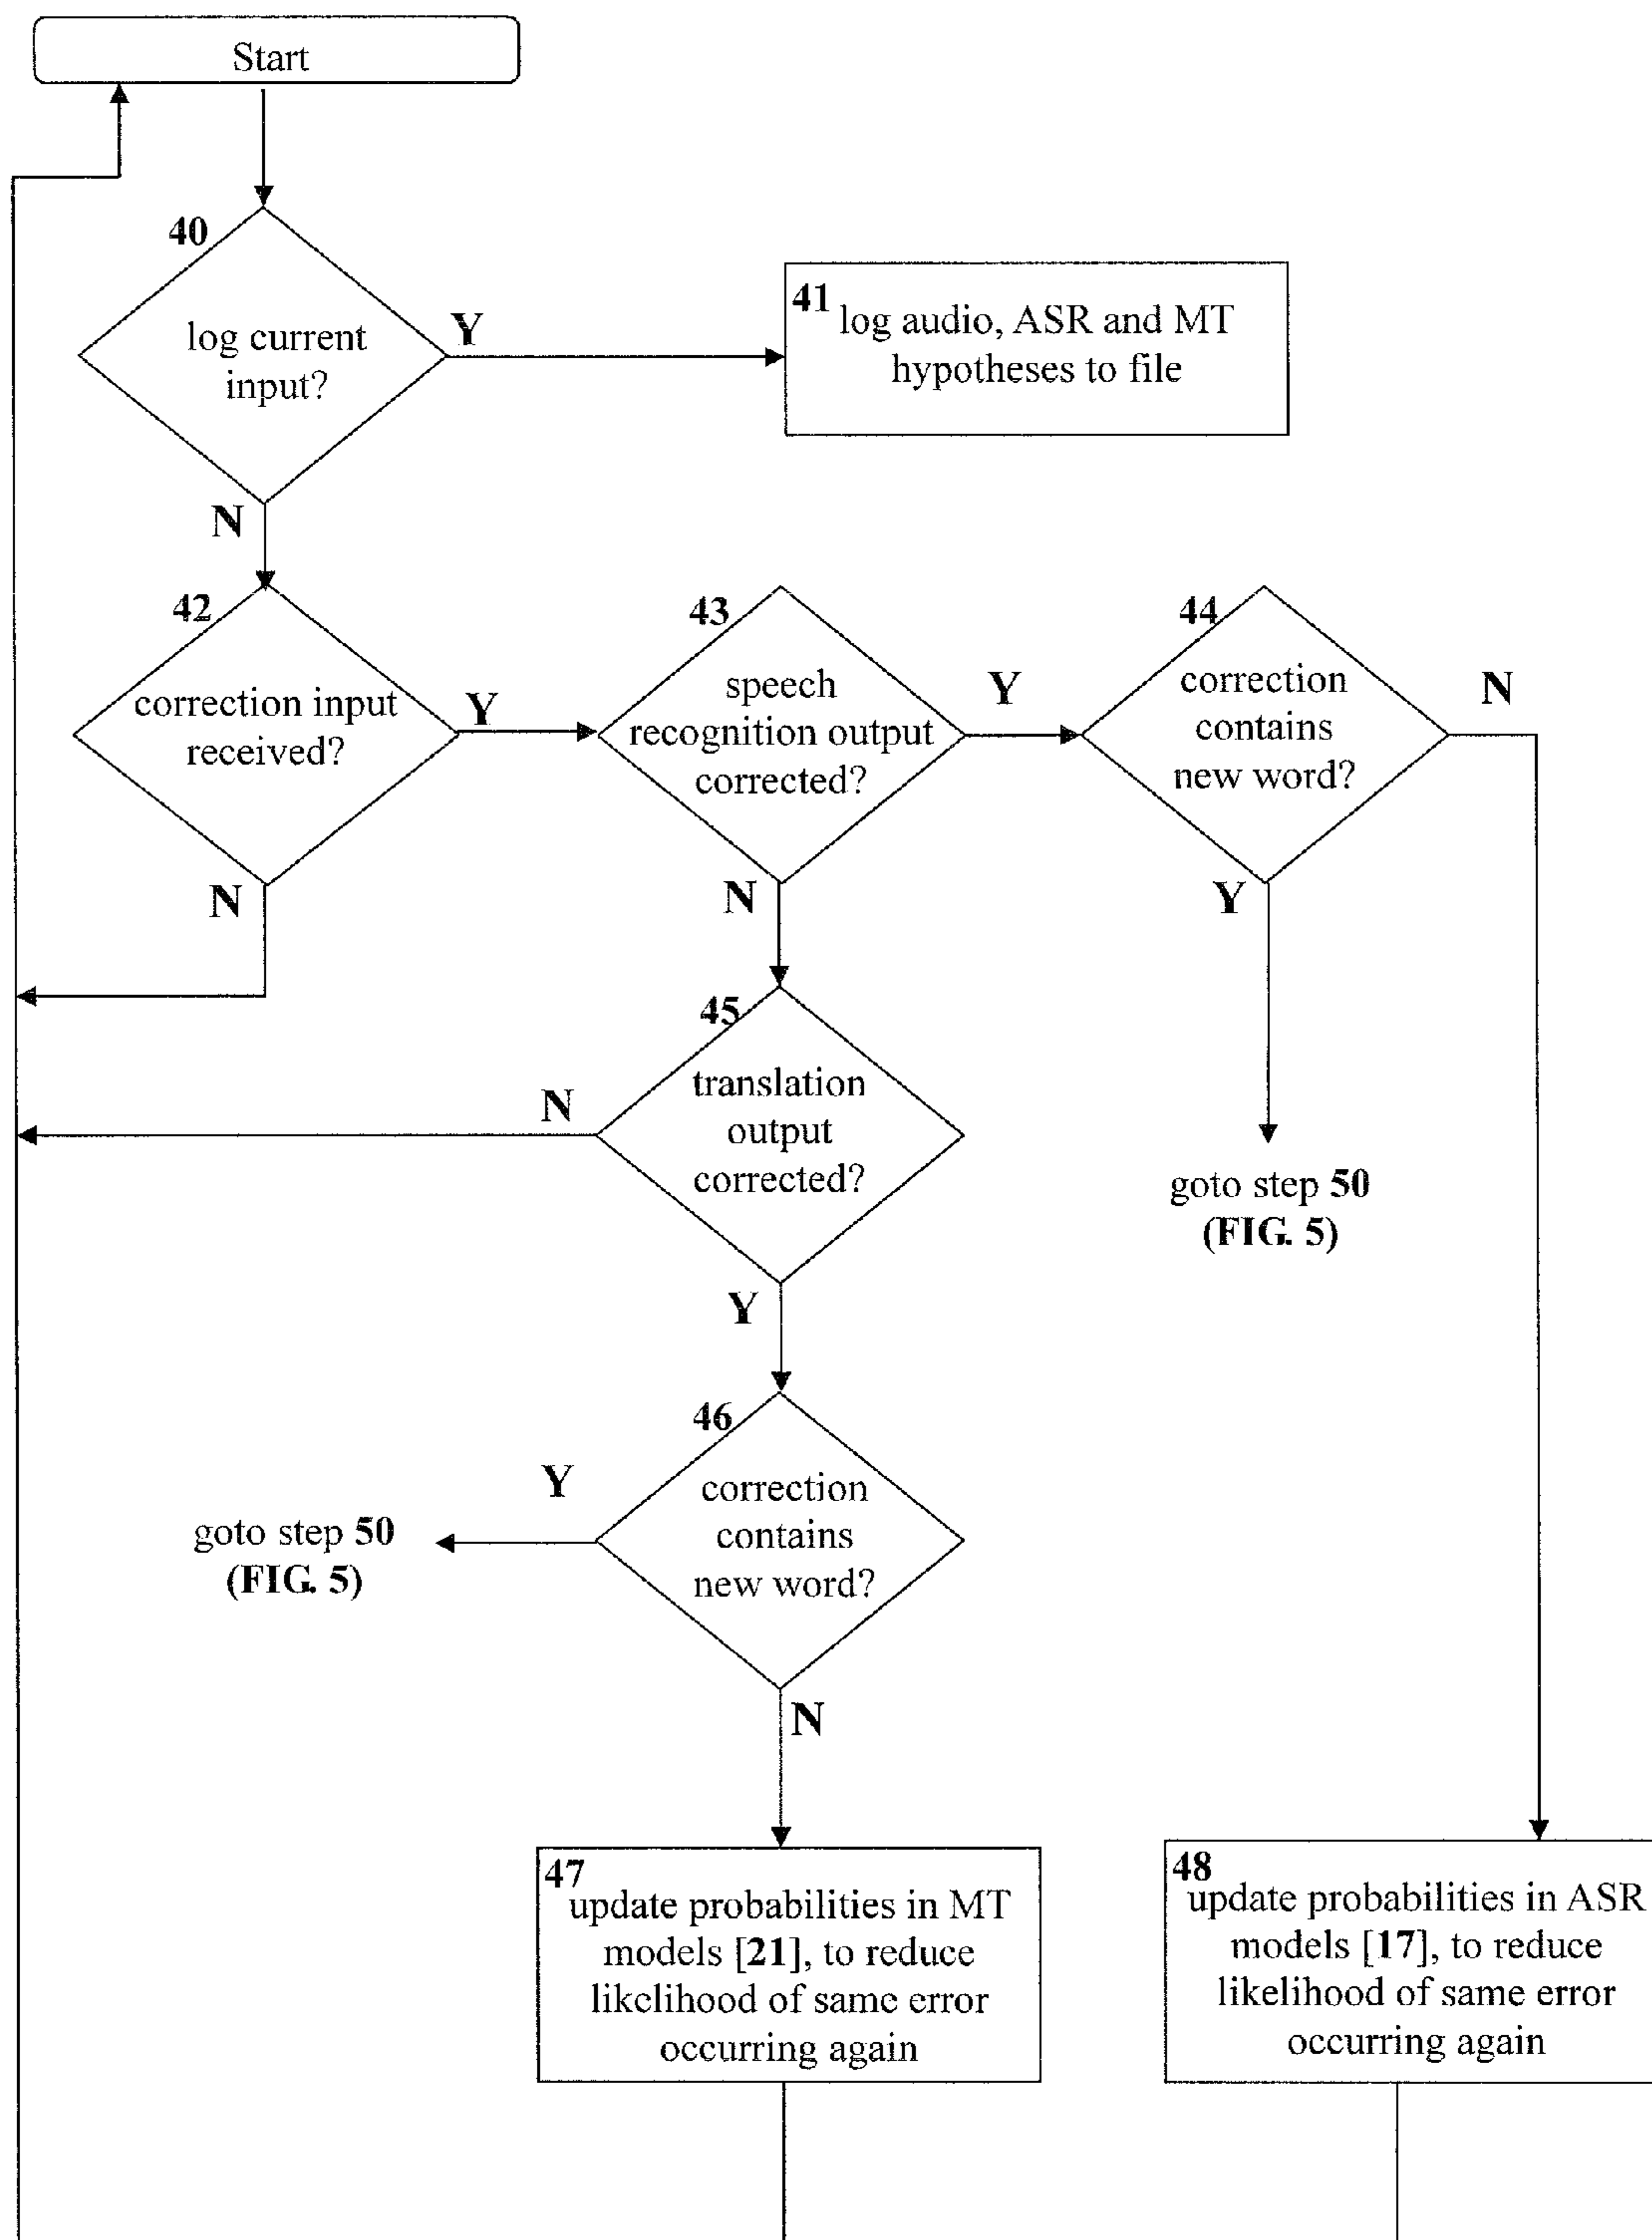 Start
40
log current
input?
Y
41
log audio, ASR and MT
hypotheses to file
N
42
correction input
received?
Y
43
speech
recognition output
corrected?
Y
44
correction
contains
new word?
N
N
N
Y
45
translation
output
corrected?
N
goto step 50
(FIG. 5)
Y
46
correction
contains
new word?
Y
goto step 50
(FIG. 5)
N
47
update probabilities in MT
models [21], to reduce
likelihood of same error
occurring again
48
update probabilities in ASR
models [17], to reduce
likelihood of same error
occurring again